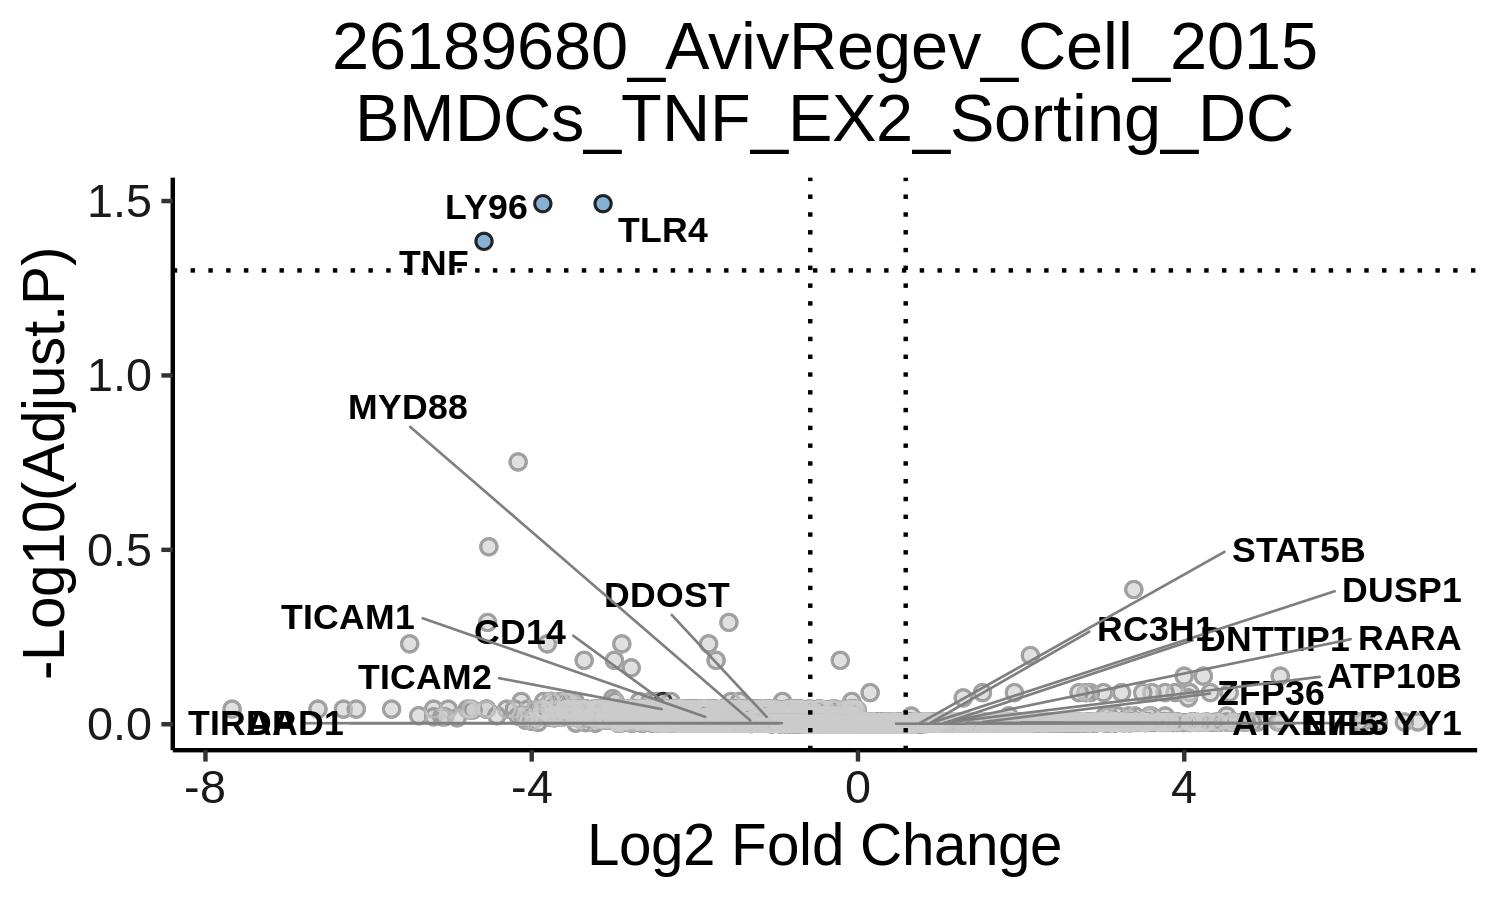 26189680_AvivRegev_Cell_2015
BMDCs_TNF_EX2_Sorting_DC
-Log10(Adjust.P)
1.5
1.0
0.5
0.0
LY96
TLR4
TNF
MYD88
STAT5B
DUSP1
DDOST
TICAM1
CD14
RC3H1
DNTTIP1
RARA
TICAM2
ATP10B
ZFP36
TIRAP
YY1
-8
-4
0
4
Log2 Fold Change